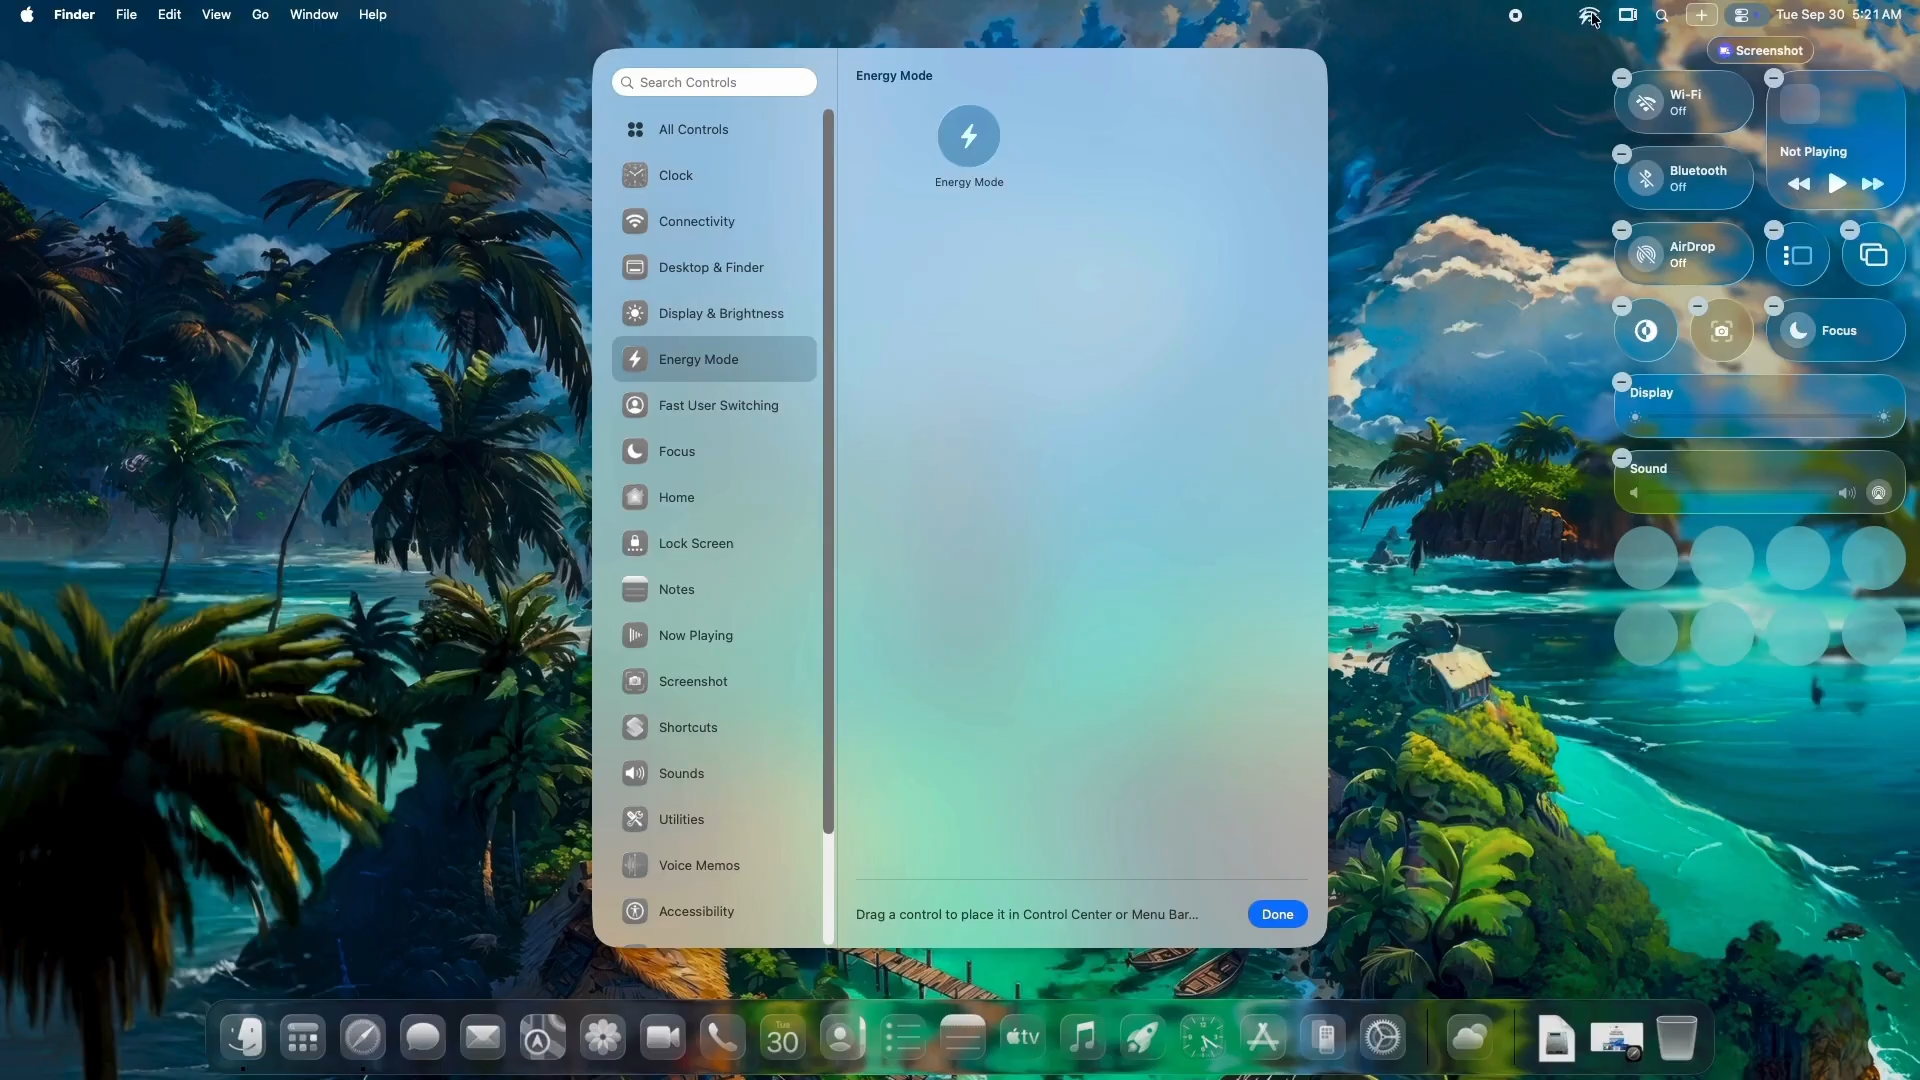 Finder File Edit View Go Window Help
Tue Sep 30 5:21 AM
Screenshot
Search Controls
All Controls
Clock
Connectivity
Desktop & Finder
Display & Brightness
Energy Mode
Fast User Switching
Focus
Home
Lock Screen
Notes
Now Playing
Screenshot
Shortcuts
Sounds
Utilities
Voice Memos
Accessibility
Energy Mode
Energy Mode
Drag a control to place it in Control Center or Menu Bar...
Done
Wi-Fi
Off
Not Playing
Bluetooth
Off
AirDrop
Off
Focus
Display
Sound
Tue
30
tv